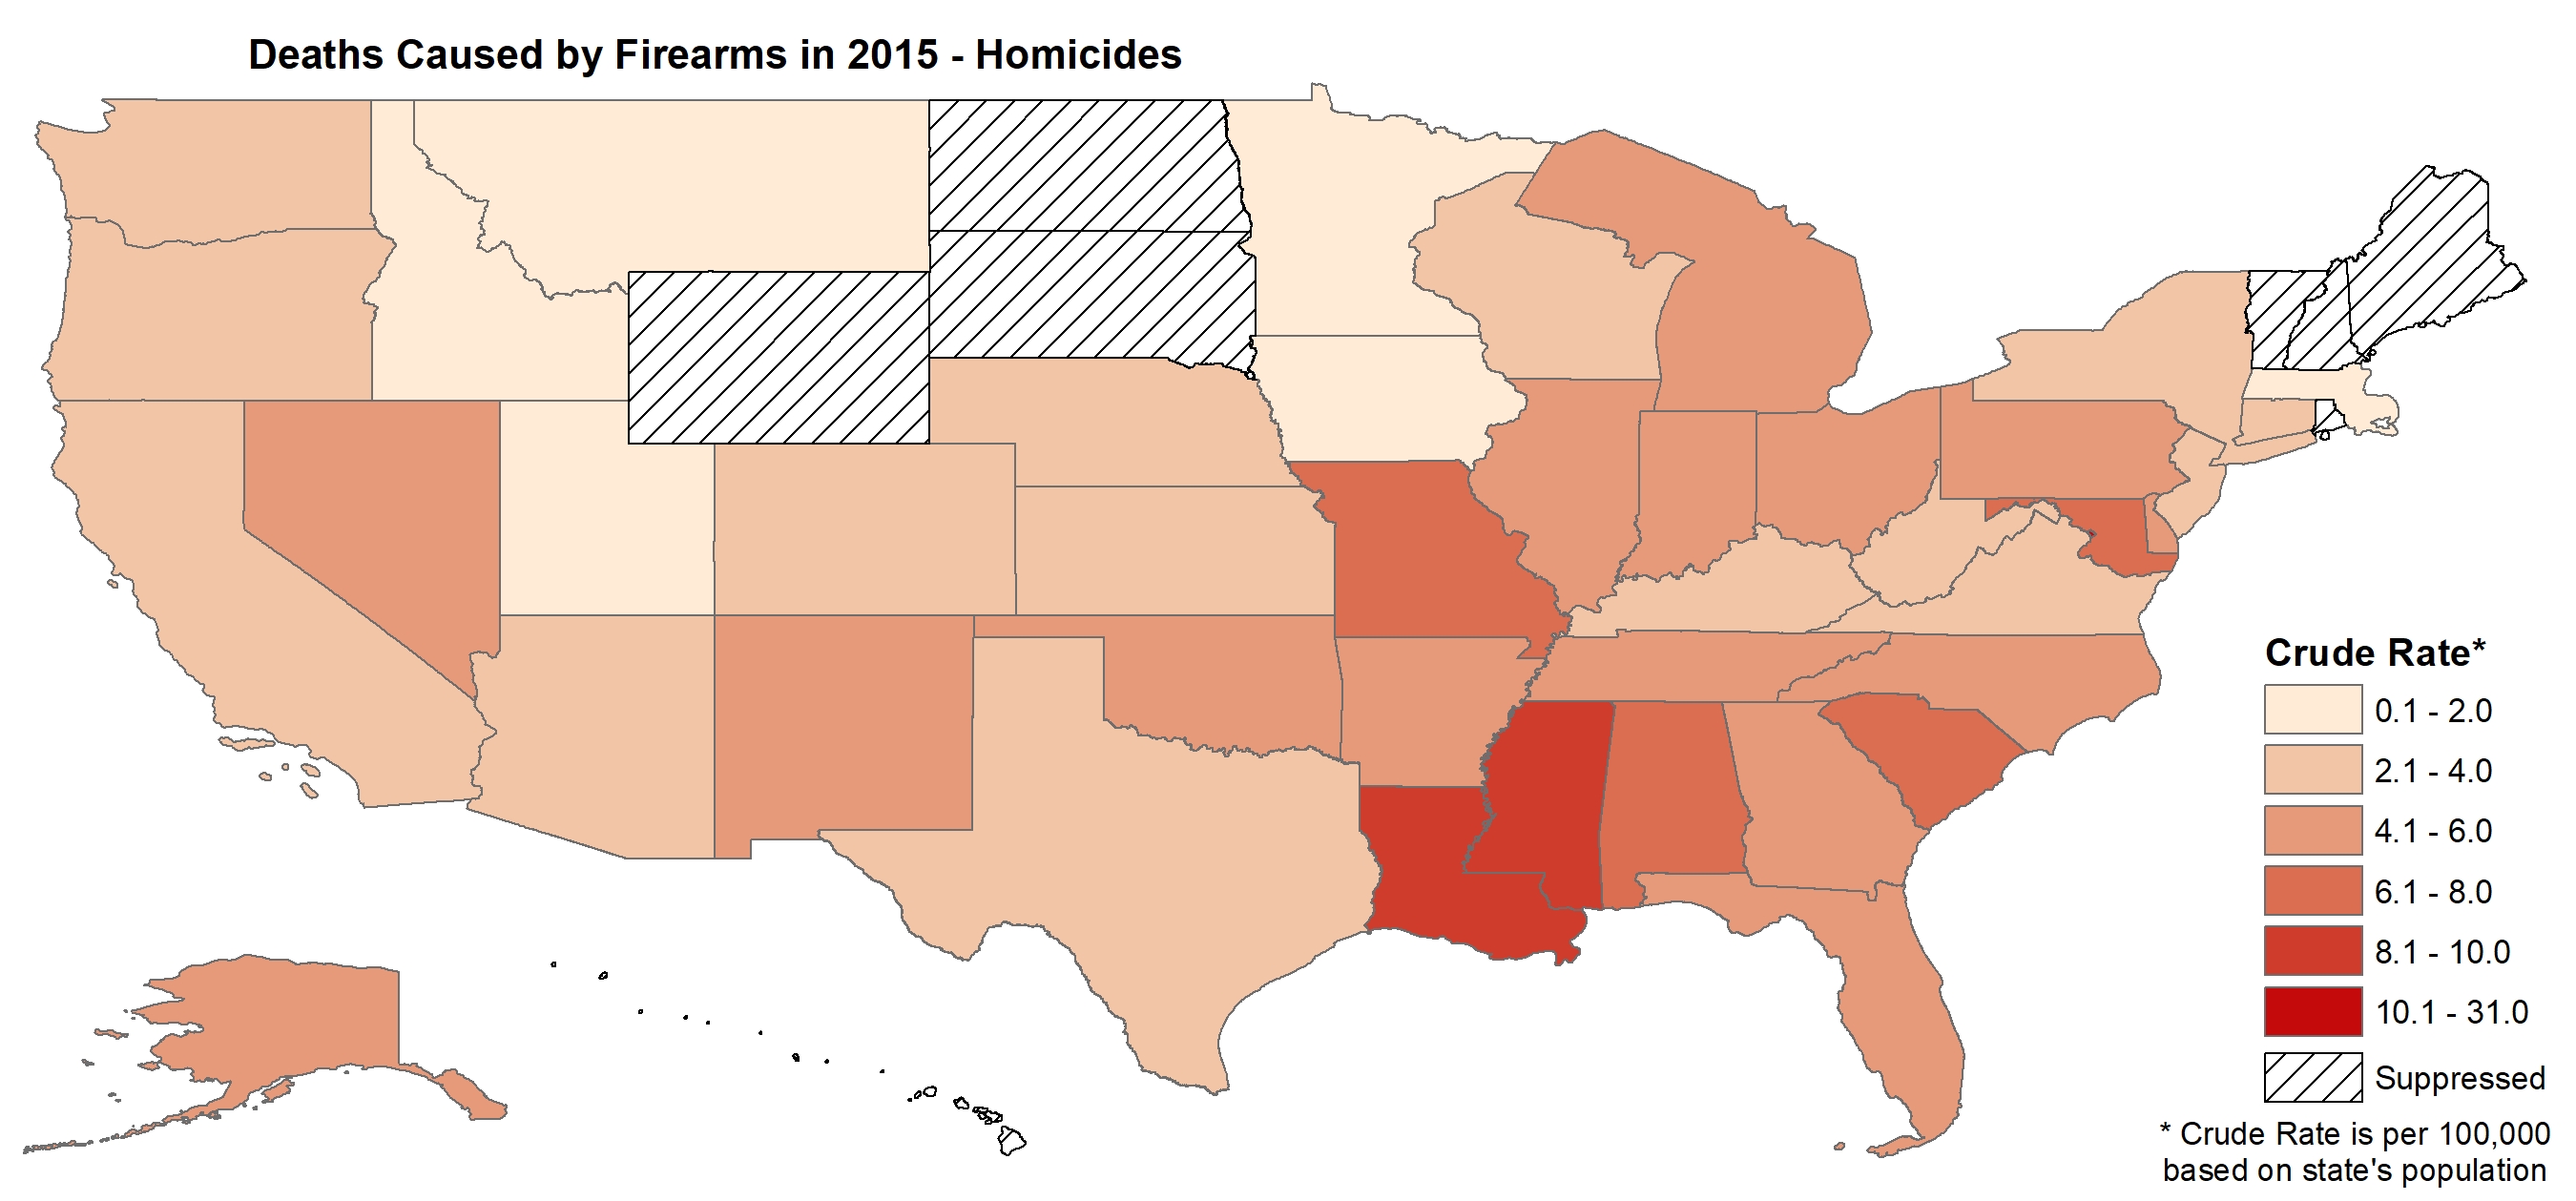 Deaths Caused by Firearms in 2015 - Homicides
Crude Rate*
0.1 - 2.0
2.1 - 4.0
4.1 - 6.0
6.1 - 8.0
8.1 - 10.0
10.1 - 31.0
Suppressed
* Crude Rate is per 100,000
based on state's population